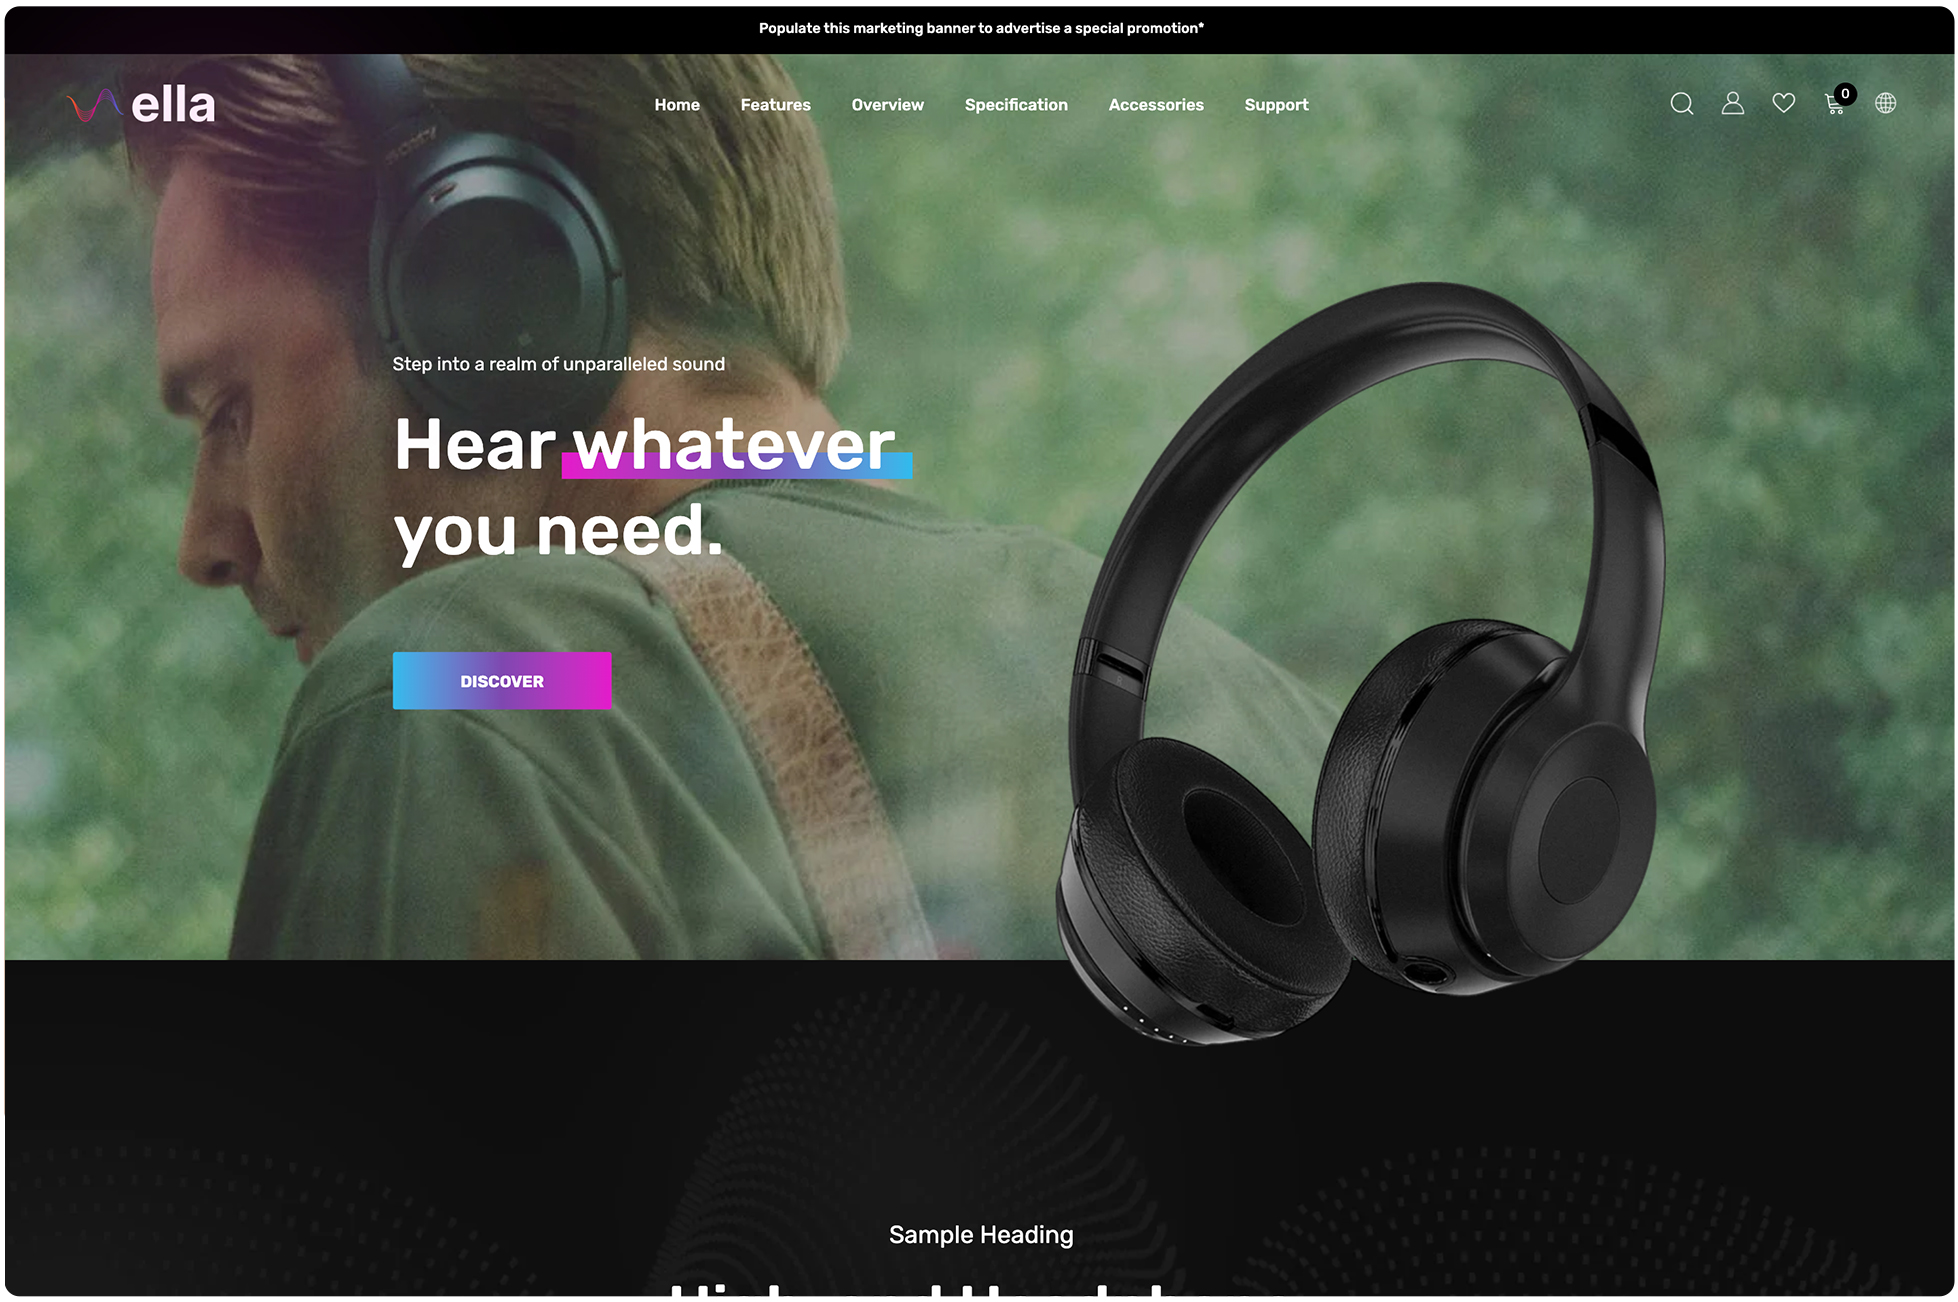 Populate this marketing banner to advertise a special promotion*
ella
Home Features Overview Specification Accessories Support
0
SONY
Step into a realm of unparalleled sound
Hear whatever
you need.
DISCOVER
Sample Heading